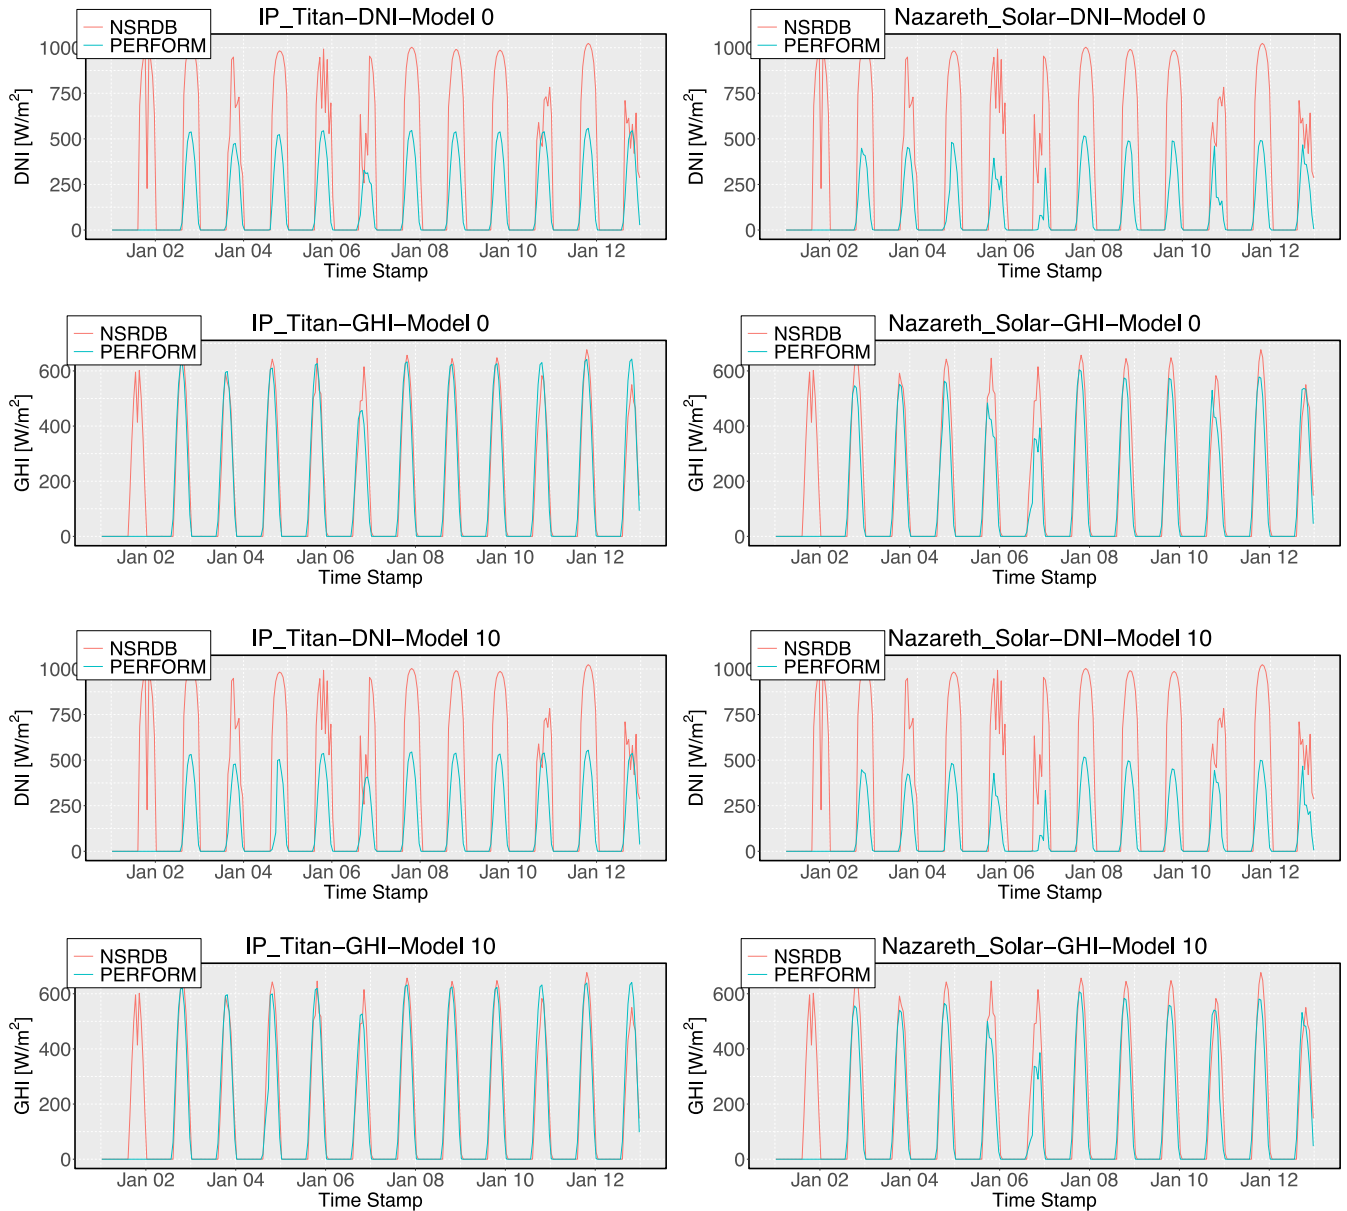 IP_Titan−DNI−Model 0
NSRDB
PERFORM
1000
750
500
250
0
DNI [W/m²]
Jan 02 Jan 04 Jan 06 Jan 08 Jan 10 Jan 12
Time Stamp
Nazareth_Solar−DNI−Model 0
NSRDB
PERFORM
1000
750
500
250
0
DNI [W/m²]
Jan 02 Jan 04 Jan 06 Jan 08 Jan 10 Jan 12
Time Stamp
IP_Titan−GHI−Model 0
NSRDB
PERFORM
600
400
200
0
GHI [W/m²]
Jan 02 Jan 04 Jan 06 Jan 08 Jan 10 Jan 12
Time Stamp
Nazareth_Solar−GHI−Model 0
NSRDB
PERFORM
600
400
200
0
GHI [W/m²]
Jan 02 Jan 04 Jan 06 Jan 08 Jan 10 Jan 12
Time Stamp
IP_Titan−DNI−Model 10
NSRDB
PERFORM
1000
750
500
250
0
DNI [W/m²]
Jan 02 Jan 04 Jan 06 Jan 08 Jan 10 Jan 12
Time Stamp
Nazareth_Solar−DNI−Model 10
NSRDB
PERFORM
1000
750
500
250
0
DNI [W/m²]
Jan 02 Jan 04 Jan 06 Jan 08 Jan 10 Jan 12
Time Stamp
IP_Titan−GHI−Model 10
NSRDB
PERFORM
600
400
200
0
GHI [W/m²]
Jan 02 Jan 04 Jan 06 Jan 08 Jan 10 Jan 12
Time Stamp
Nazareth_Solar−GHI−Model 10
NSRDB
PERFORM
600
400
200
0
GHI [W/m²]
Jan 02 Jan 04 Jan 06 Jan 08 Jan 10 Jan 12
Time Stamp